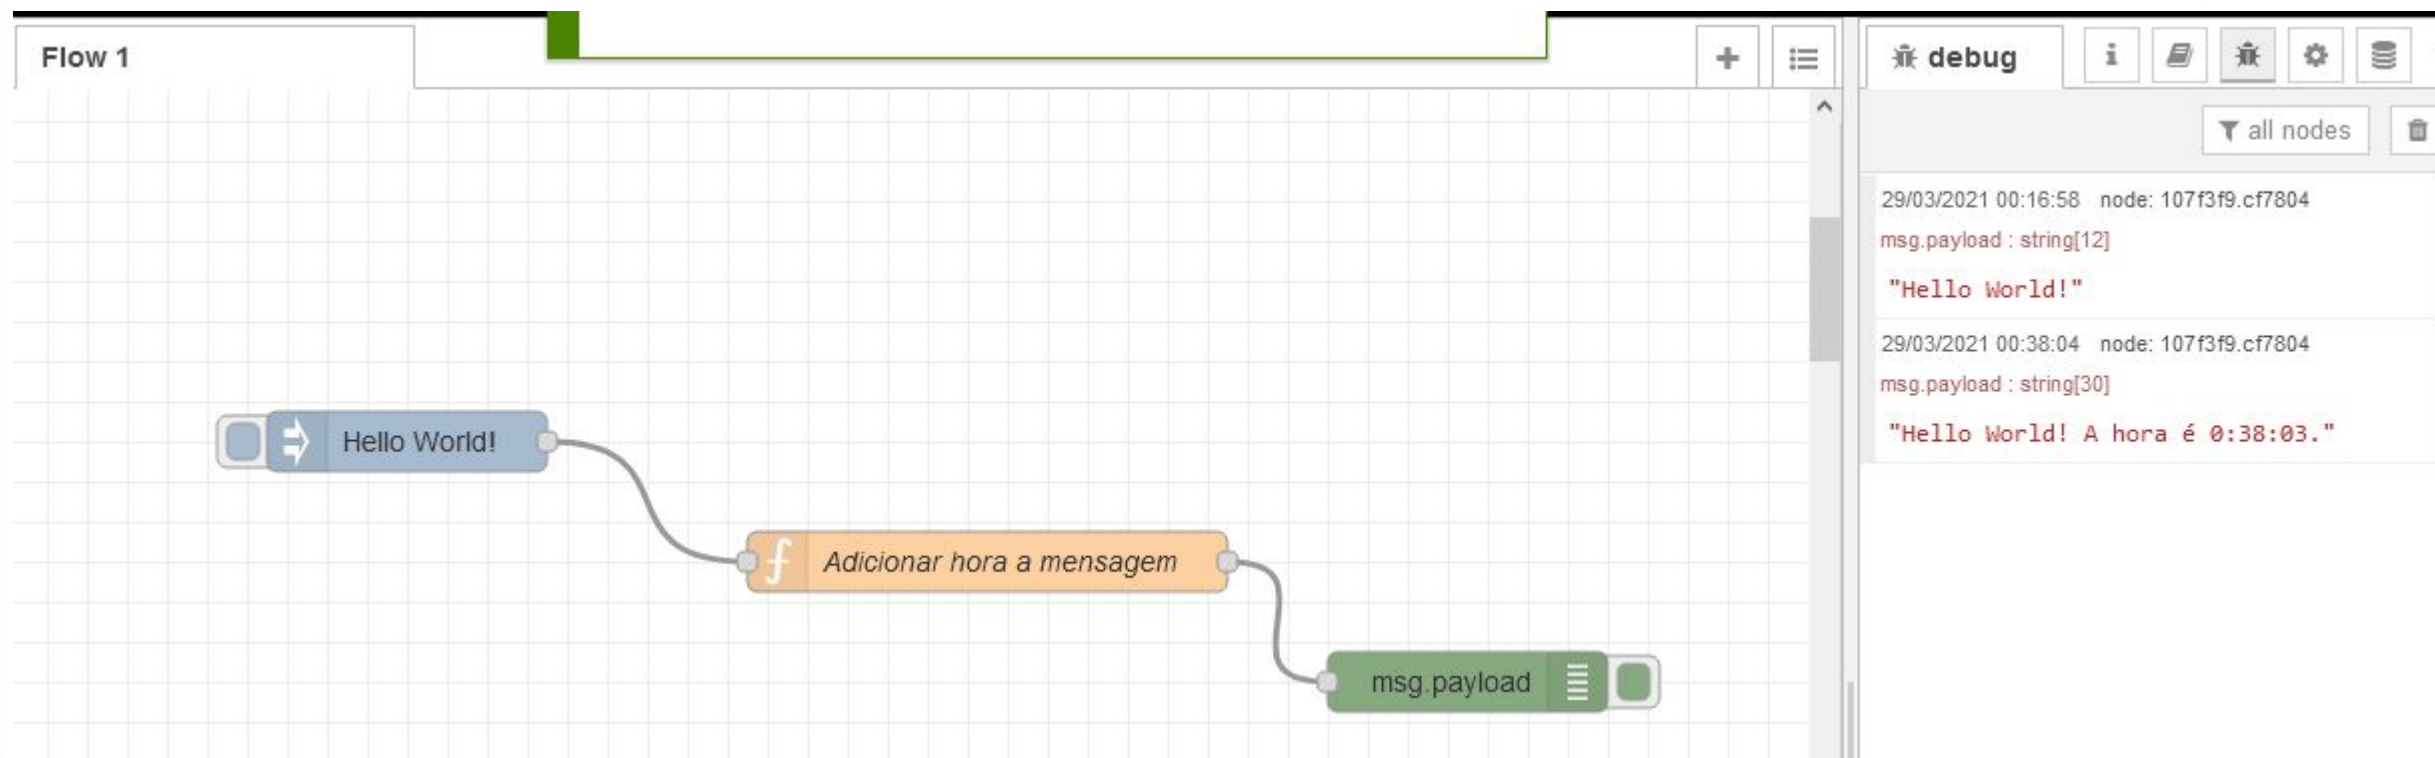 Flow 1
debug
i
all nodes
29/03/2021 00:16:58 node: 107f3f9.cf7804
msg.payload : string[12]
"Hello World!"
29/03/2021 00:38:04 node: 107f3f9.cf7804
msg.payload : string[30]
"Hello World! A hora é 0:38:03."
Hello World!
Adicionar hora a mensagem
msg.payload